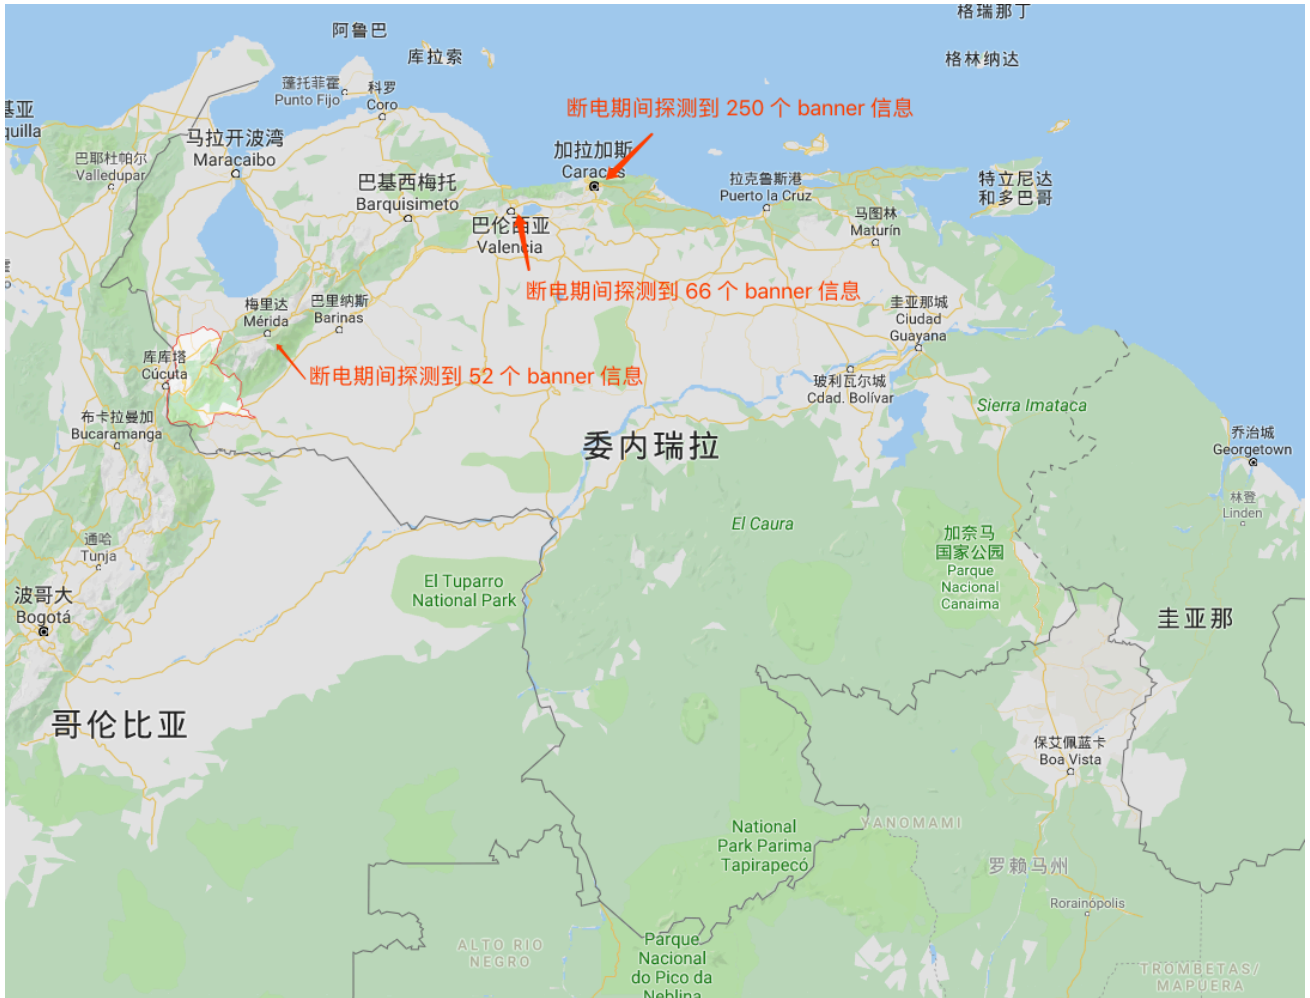 格瑞那丁
阿鲁巴
库拉索
格林纳达
蓬托菲霍
Punto Fijo
科罗
Coro
基亚
quilla
断电期间探测到 250 个 banner 信息
马拉开波湾
Maracaibo
加拉加斯
Caracas
巴耶杜帕尔
Valledupar
巴基西梅托
Barquisimeto
拉克鲁斯港
Puerto la Cruz
特立尼达
和多巴哥
马图林
Maturín
巴伦西亚
Valencia
断电期间探测到 66 个 banner 信息
梅里达
Mérida
巴里纳斯
Barinas
圭亚那城
Ciudad
Guayana
库库塔
Cúcuta
断电期间探测到 52 个 banner 信息
玻利瓦尔城
Cdad. Bolívar
Sierra Imataca
布卡拉曼加
Bucaramanga
委内瑞拉
乔治城
Georgetown
林登
Linden
El Caura
加奈马
国家公园
Parque
Nacional
Canaima
通哈
Tunja
El Tuparro
National Park
波哥大
Bogotá
圭亚那
哥伦比亚
保艾佩蓝卡
Boa Vista
National
Park Parima
Tapirapecó
YANOMAMI
罗赖马州
Rorainópolis
ALTO RIO
NEGRO
Parque
Nacional
do Pico da
Neblina
TROMBETAS/
MAPUERA